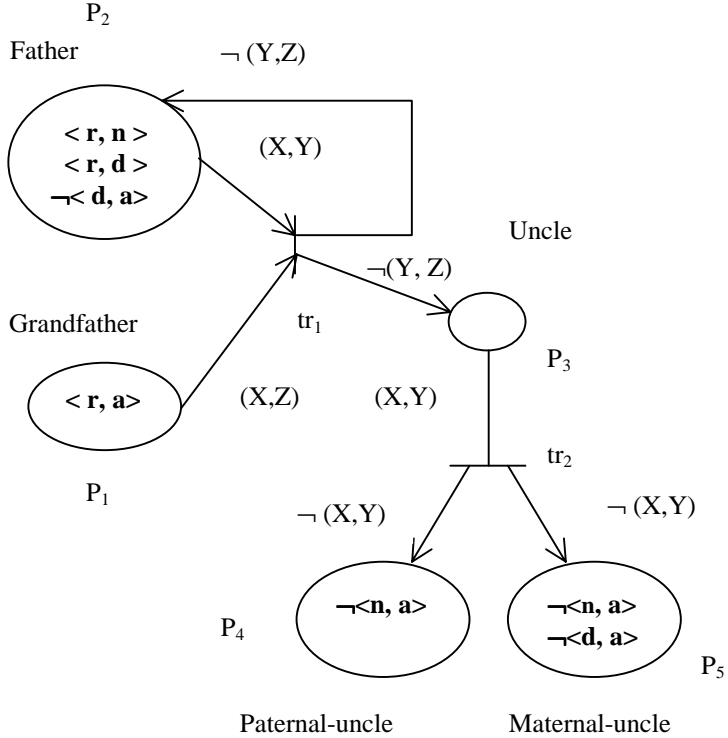 P₂
Father
¬ (Y,Z)
< r, n >
< r, d >
¬< d, a>
(X,Y)
Uncle
¬(Y, Z)
Grandfather
tr₁
P₃
< r, a>
(X,Z)
(X,Y)
tr₂
P₁
¬ (X,Y)
¬ (X,Y)
¬<n, a>
¬<n, a>
¬<d, a>
P₄
P₅
Paternal-uncle
Maternal-uncle